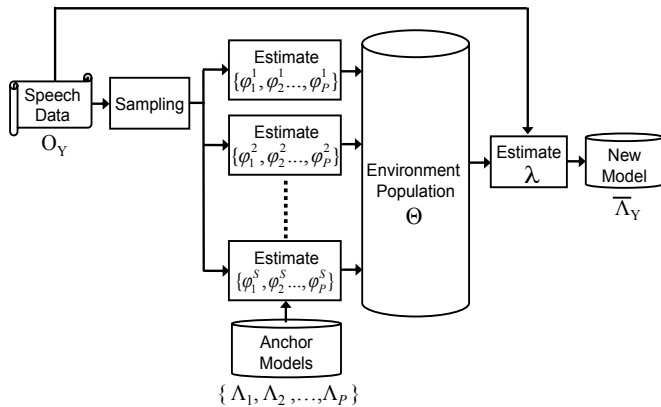 Speech
Data
O_Y
Sampling
Estimate
{φ_1^1, φ_2^1..., φ_P^1}
Estimate
{φ_1^2, φ_2^2..., φ_P^2}
Estimate
{φ_1^S, φ_2^S..., φ_P^S}
Anchor
Models
{ Λ_1, Λ_2 ,…, Λ_P }
Environment
Population
Θ
Estimate
λ
New
Model
Λ̅_Y